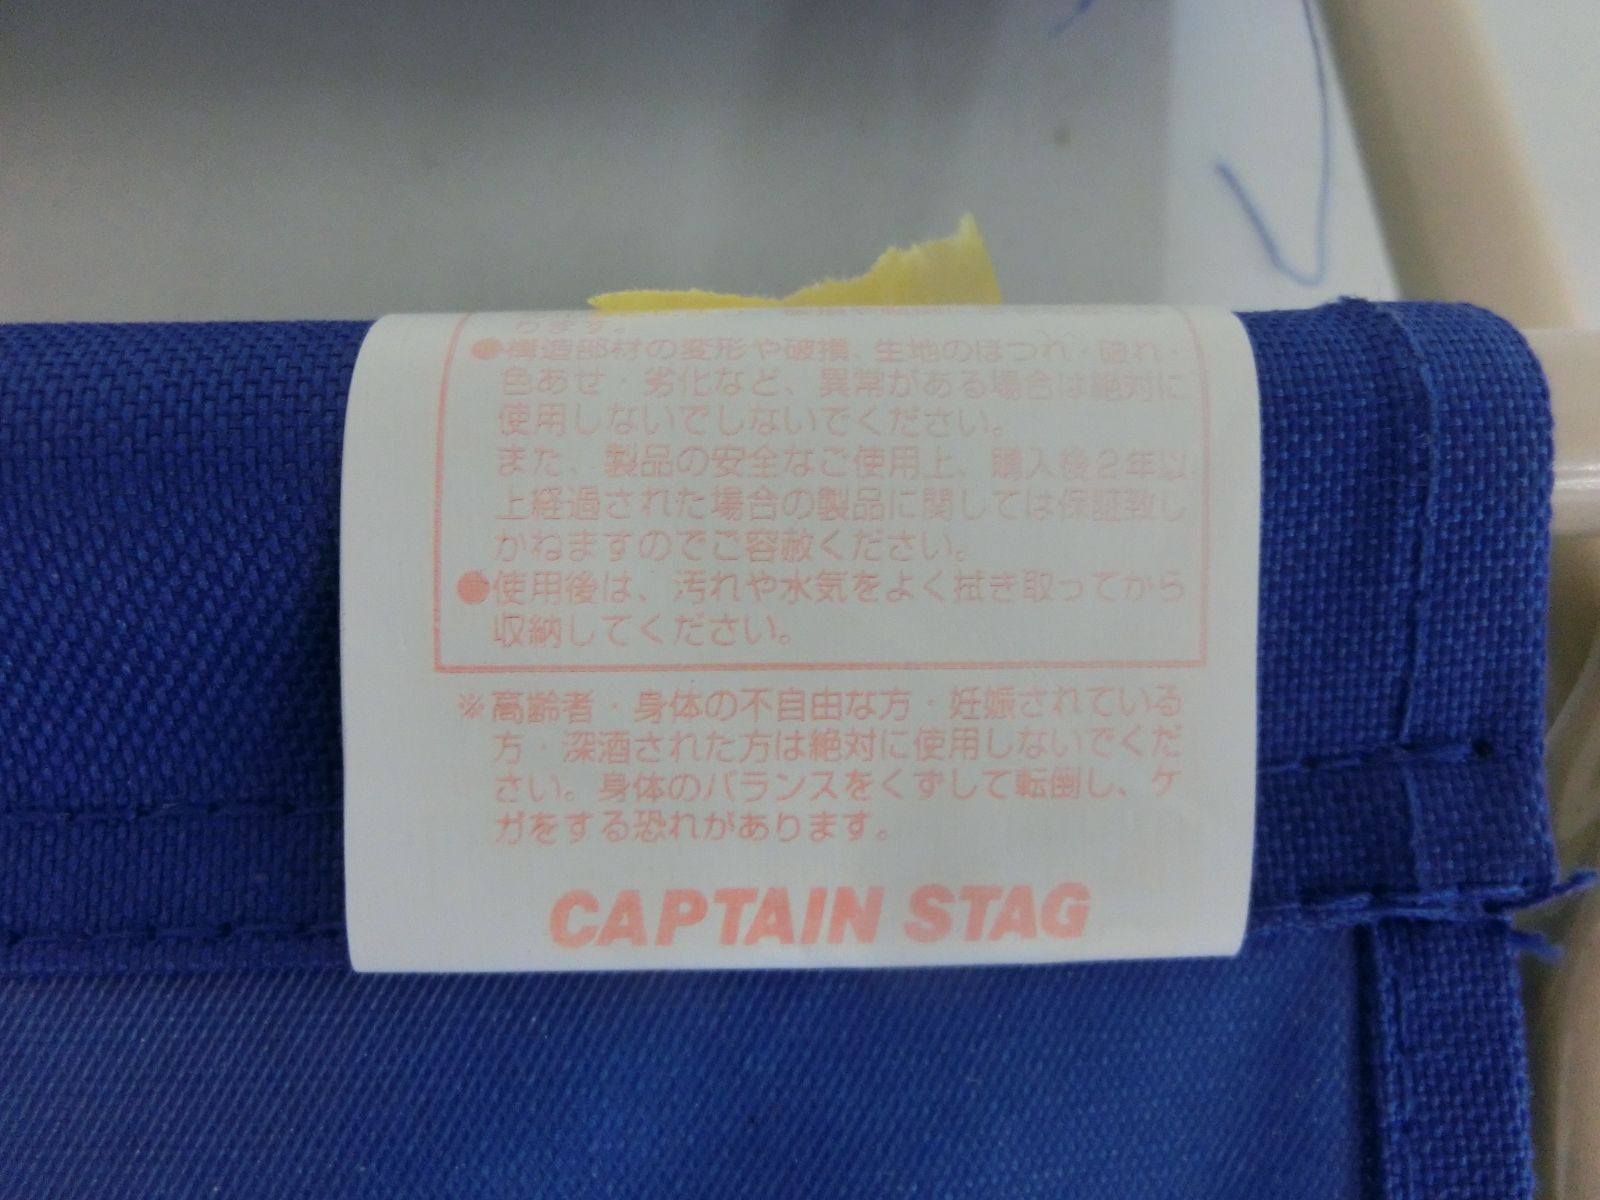 ります。
●構造部材の変形や破損、生地のほつれ・破れ・
色あせ・劣化など、異常がある場合は絶対に
使用しないでしないでください。
また、製品の安全なご使用上、購入後2年以
上経過された場合の製品に関しては保証致し
かねますのでご容赦ください。
●使用後は、汚れや水気をよく拭き取ってから
収納してください。
※高齢者・身体の不自由な方・妊娠されている
方・深酒された方は絶対に使用しないでくだ
さい。身体のバランスをくずして転倒し、ケ
ガをする恐れがあります。
CAPTAIN STAG